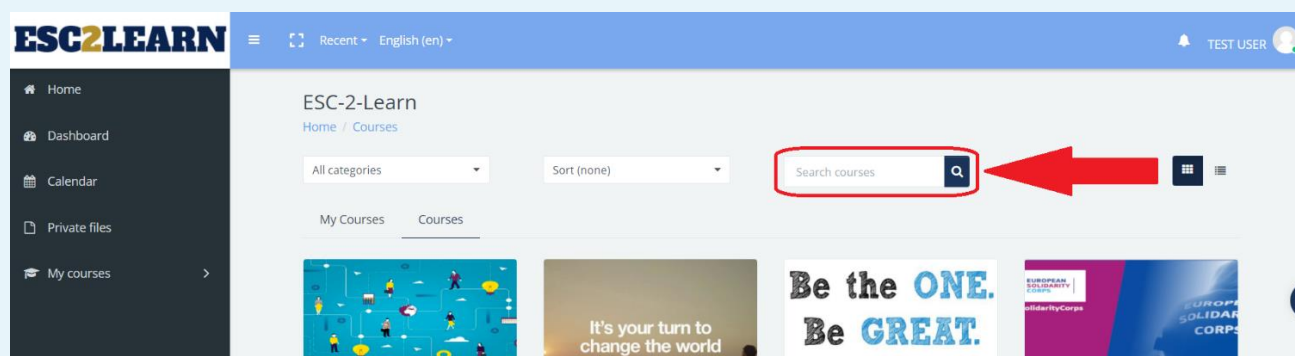 ESC2LEARN
Recent
English (en)
TEST USER
Home
Dashboard
Calendar
Private files
My courses
ESC-2-Learn
Home / Courses
All categories
Sort (none)
Search courses
My Courses
Courses
It's your turn to
change the world
Be the ONE.
Be GREAT.
EUROPEAN
SOLIDARITY
CORPS
olidarityCorps
EUROPE
SOLIDAR
CORPS